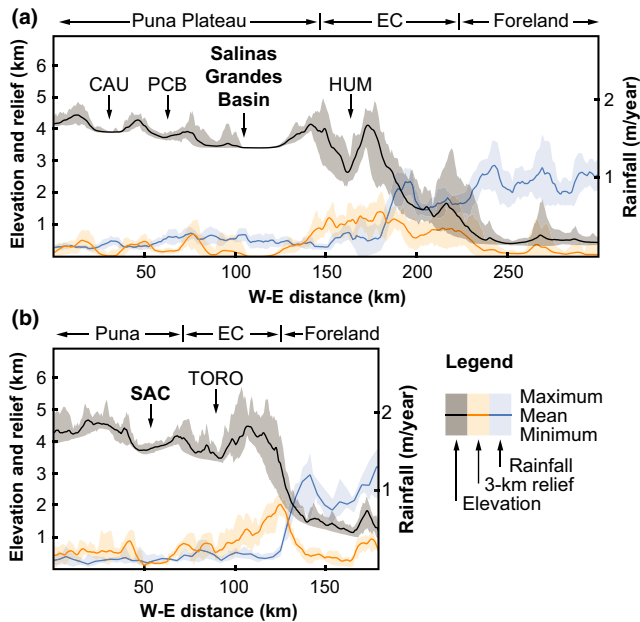 (a)
Puna Plateau
EC
Foreland
Elevation and relief (km)
6
5
4
3
2
1
CAU
PCB
Salinas
Grandes
Basin
HUM
2
1
Rainfall (m/year)
50
100
150
200
250
W-E distance (km)
(b)
Puna
EC
Foreland
Elevation and relief (km)
6
5
4
3
2
1
SAC
TORO
2
1
Rainfall (m/year)
50
100
150
W-E distance (km)
Legend
Maximum
Mean
Minimum
Rainfall
3-km relief
Elevation